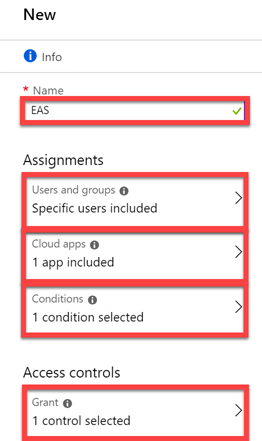 New
Info
* Name
EAS
Assignments
Users and groups
Specific users included
Cloud apps
1 app included
Conditions
1 condition selected
Access controls
Grant
1 control selected